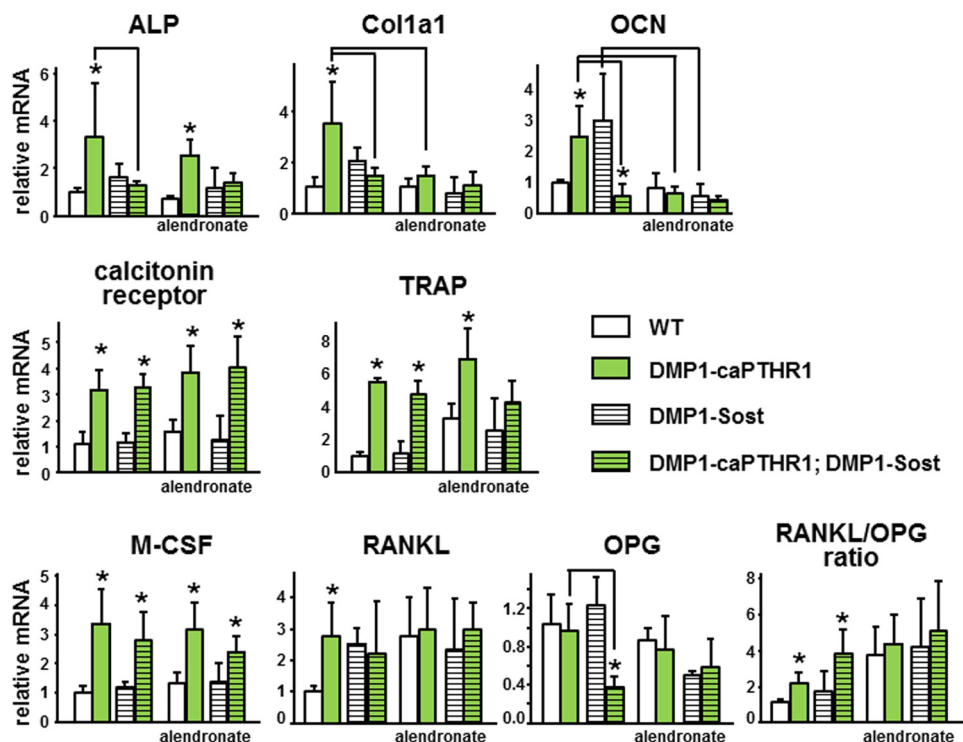 ALP
Col1a1
OCN
relative mRNA
6
4
2
0
*
*
alendronate
6
4
2
0
*
alendronate
4
3
2
1
0
*
*
alendronate
calcitonin
receptor
TRAP
relative mRNA
5
4
3
2
1
0
*
*
*
*
alendronate
8
6
4
2
0
*
*
*
alendronate
WT
DMP1-caPTHR1
DMP1-Sost
DMP1-caPTHR1; DMP1-Sost
M-CSF
RANKL
OPG
RANKL/OPG
ratio
relative mRNA
5
4
3
2
1
0
*
*
*
*
alendronate
4
3
2
1
0
*
alendronate
1.2
0.8
0.4
0.0
*
alendronate
6
4
2
0
*
*
alendronate